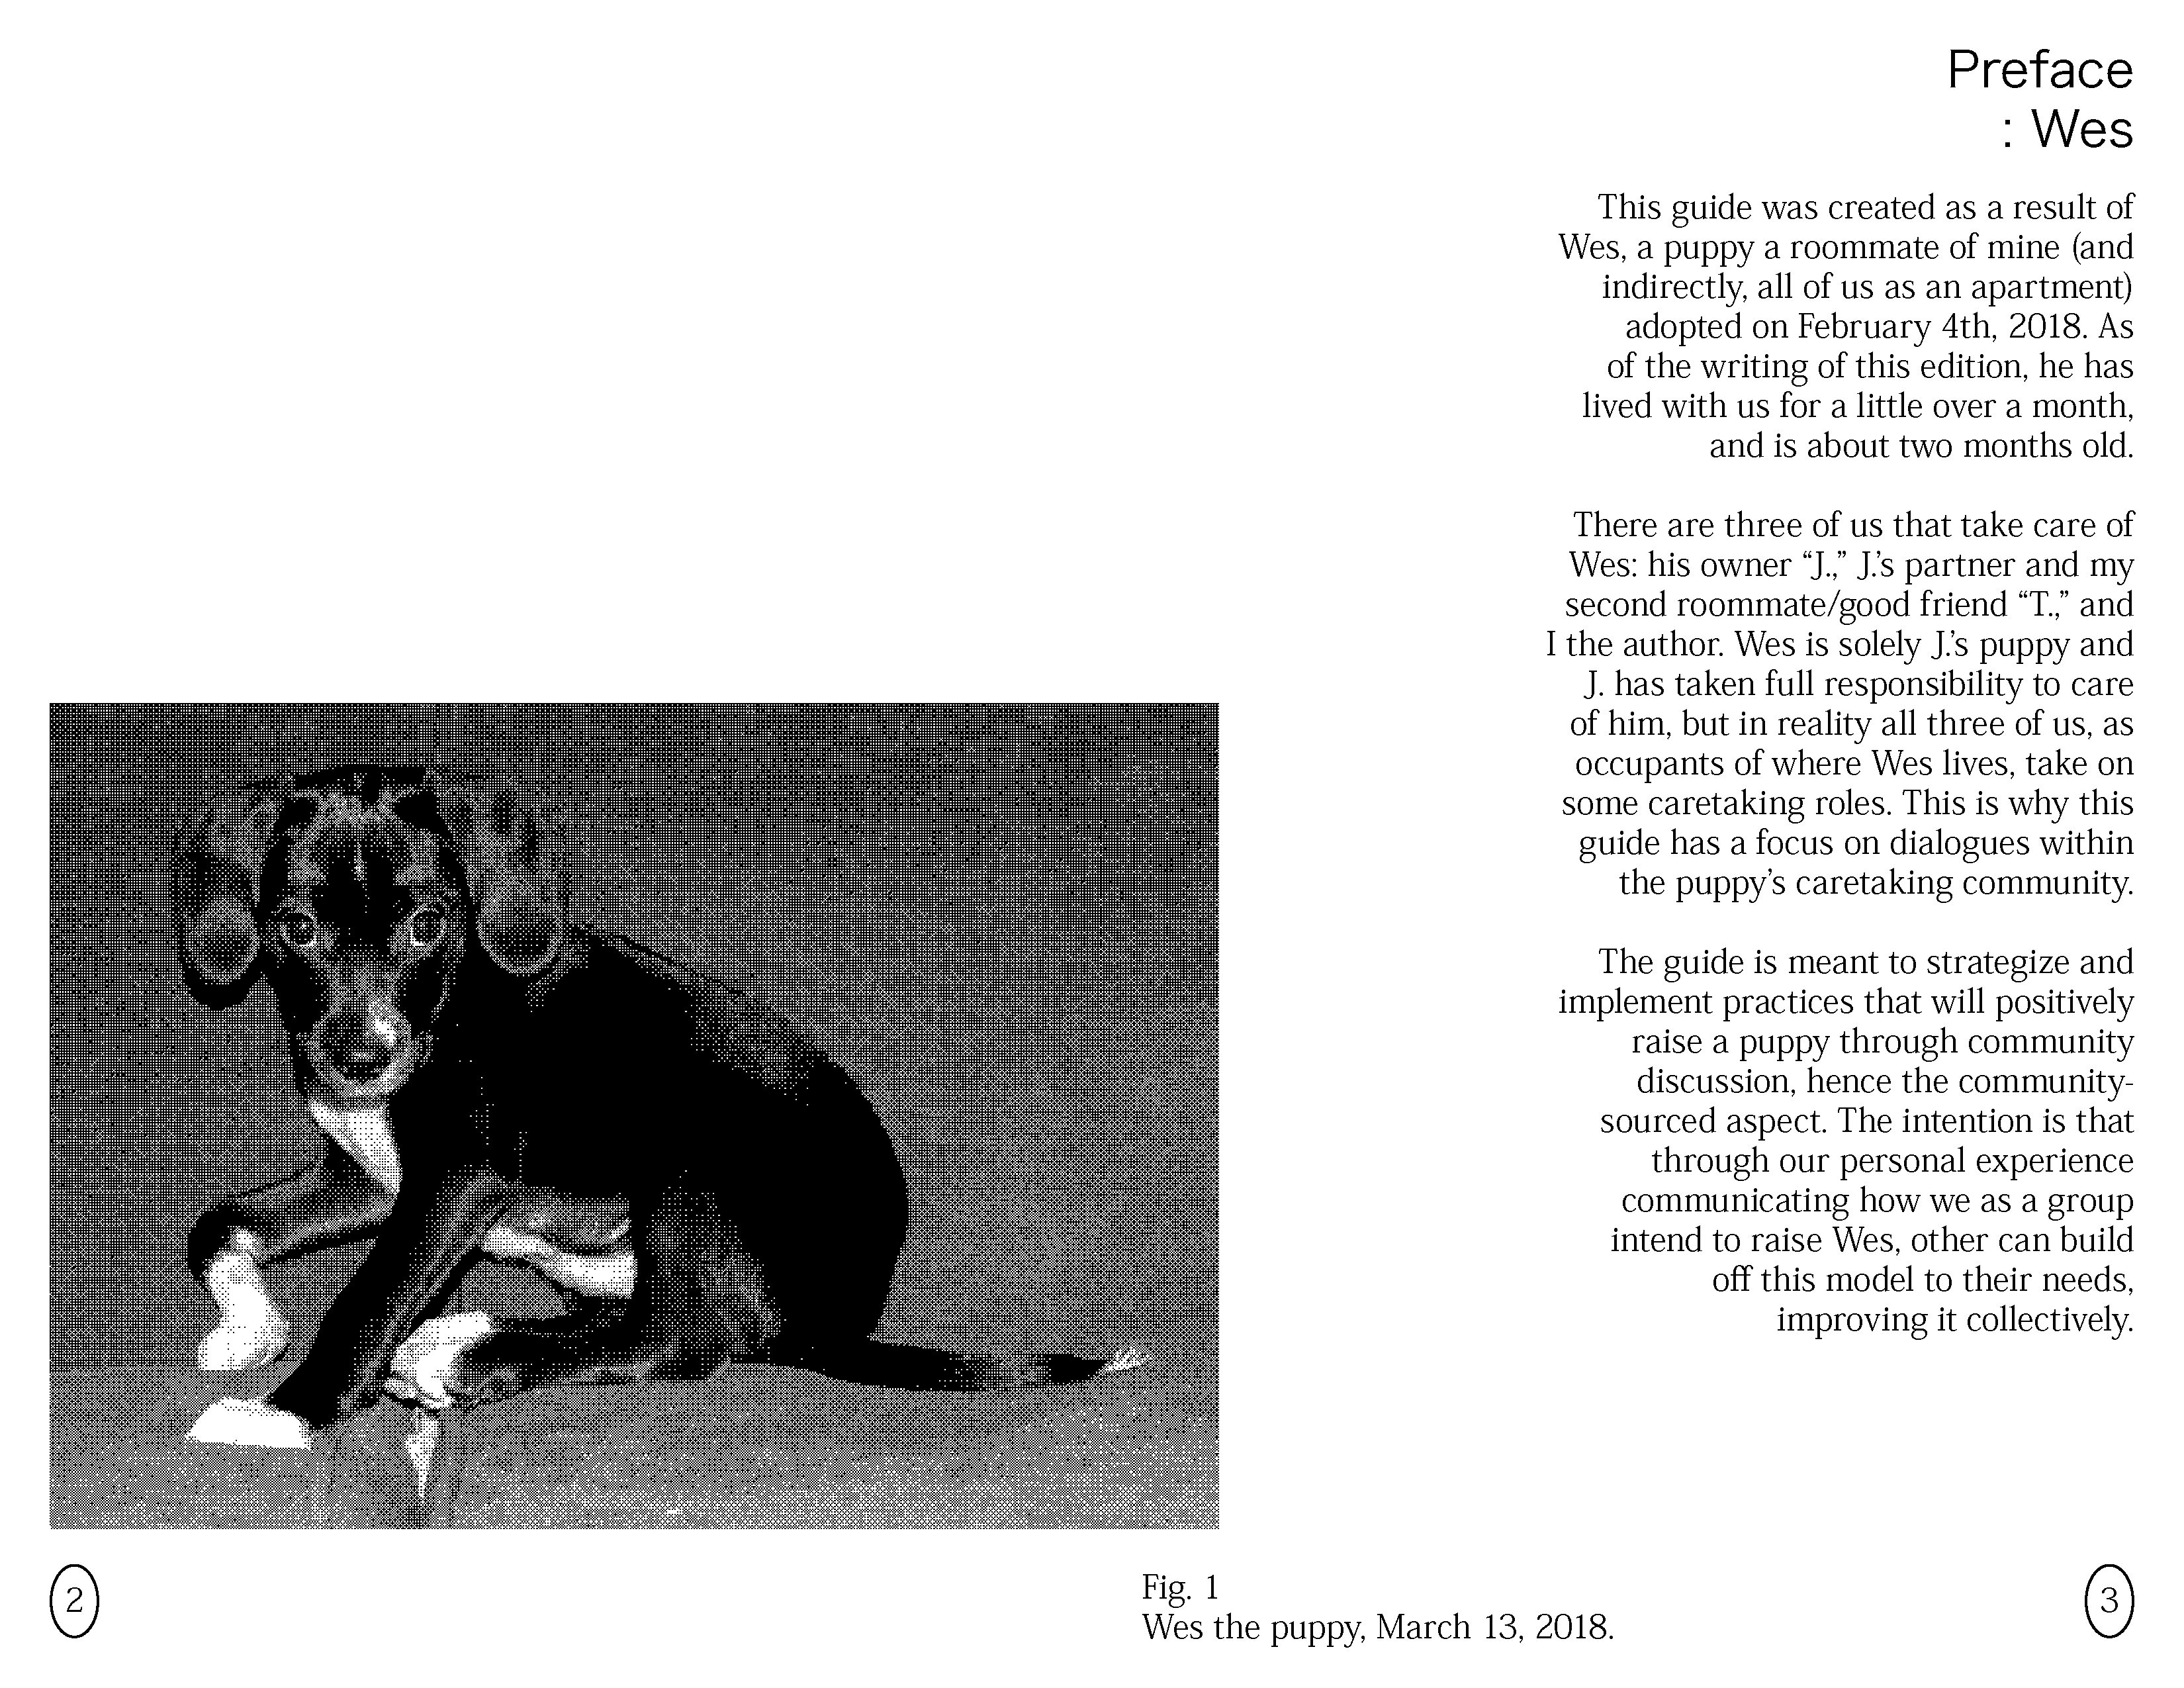 Preface
: Wes
This guide was created as a result of
Wes, a puppy a roommate of mine (and
indirectly, all of us as an apartment)
adopted on February 4th, 2018. As
of the writing of this edition, he has
lived with us for a little over a month,
and is about two months old.
There are three of us that take care of
Wes: his owner “J.,” J.’s partner and my
second roommate/good friend “T.,” and
I the author. Wes is solely J.’s puppy and
J. has taken full responsibility to care
of him, but in reality all three of us, as
occupants of where Wes lives, take on
some caretaking roles. This is why this
guide has a focus on dialogues within
the puppy’s caretaking community.
The guide is meant to strategize and
implement practices that will positively
raise a puppy through community
discussion, hence the community-
sourced aspect. The intention is that
through our personal experience
communicating how we as a group
intend to raise Wes, other can build
off this model to their needs,
improving it collectively.
2
Fig. 1
Wes the puppy, March 13, 2018.
3